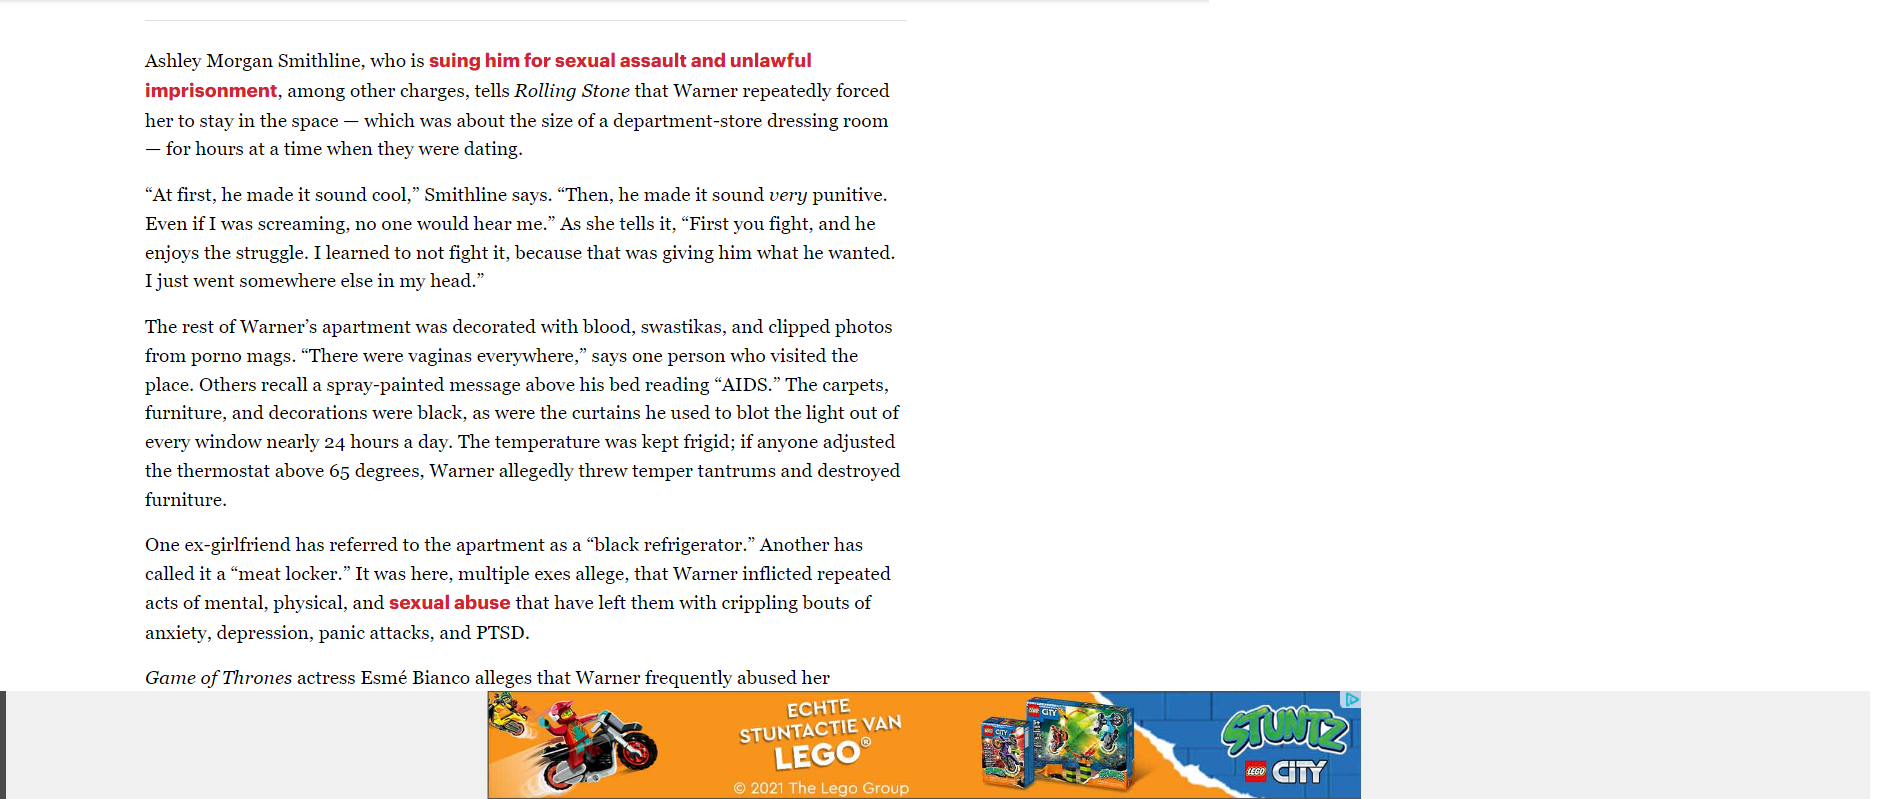 Ashley Morgan Smithline, who is suing him for sexual assault and unlawful
imprisonment, among other charges, tells Rolling Stone that Warner repeatedly forced
her to stay in the space — which was about the size of a department-store dressing room
— for hours at a time when they were dating.
“At first, he made it sound cool,” Smithline says. “Then, he made it sound very punitive.
Even if I was screaming, no one would hear me.” As she tells it, “First you fight, and he
enjoys the struggle. I learned to not fight it, because that was giving him what he wanted.
I just went somewhere else in my head.”
The rest of Warner’s apartment was decorated with blood, swastikas, and clipped photos
from porno mags. “There were vaginas everywhere,” says one person who visited the
place. Others recall a spray-painted message above his bed reading “AIDS.” The carpets,
furniture, and decorations were black, as were the curtains he used to blot the light out of
every window nearly 24 hours a day. The temperature was kept frigid; if anyone adjusted
the thermostat above 65 degrees, Warner allegedly threw temper tantrums and destroyed
furniture.
One ex-girlfriend has referred to the apartment as a “black refrigerator.” Another has
called it a “meat locker.” It was here, multiple exes allege, that Warner inflicted repeated
acts of mental, physical, and sexual abuse that have left them with crippling bouts of
anxiety, depression, panic attacks, and PTSD.
Game of Thrones actress Esmé Bianco alleges that Warner frequently abused her
ECHTE
STUNTACTIE VAN
LEGO®
© 2021 The Lego Group
CITY
CITY
STUNTZ
LEGO CITY